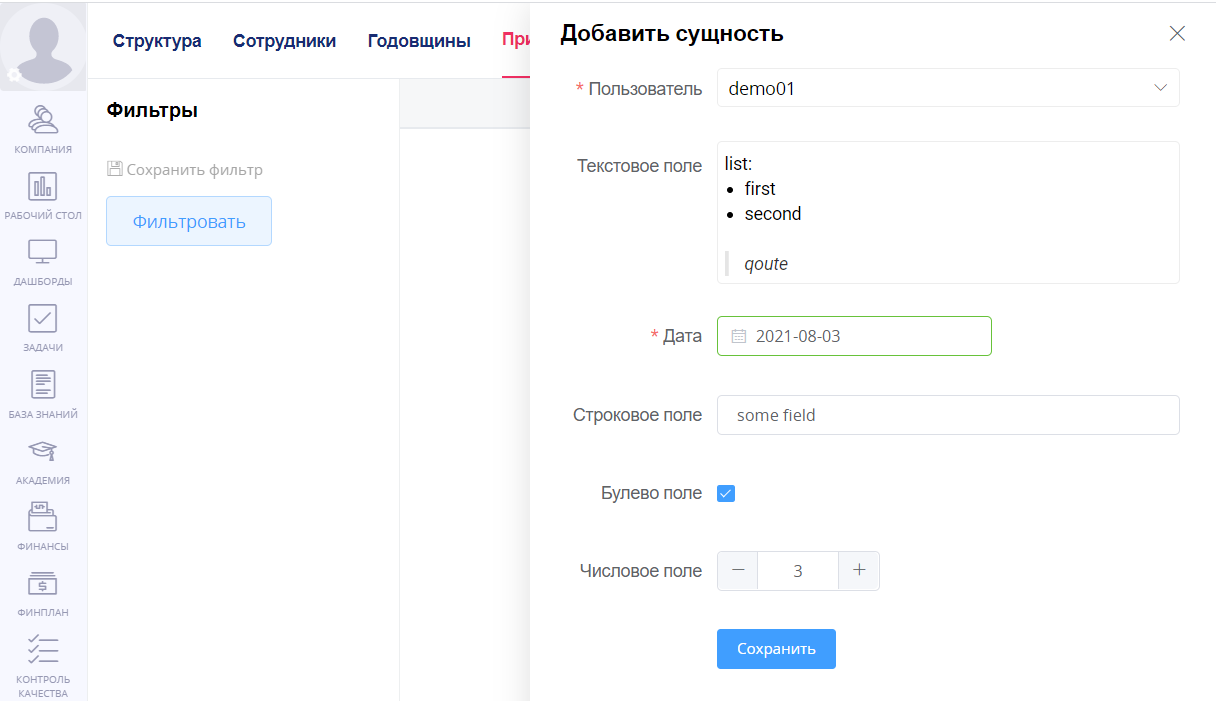 Структура Сотрудники Годовщины При
КОМПАНИЯ
РАБОЧИЙ СТОЛ
ДАШБОРДЫ
ЗАДАЧИ
БАЗА ЗНАНИЙ
АКАДЕМИЯ
ФИНАНСЫ
ФИНПЛАН
КОНТРОЛЬ
КАЧЕСТВА
Фильтры
Сохранить фильтр
Фильтровать
Добавить сущность
* Пользователь demo01
Текстовое поле list:
• first
• second
qoute
* Дата 2021-08-03
Строковое поле some field
Булево поле
Числовое поле − 3 +
Сохранить